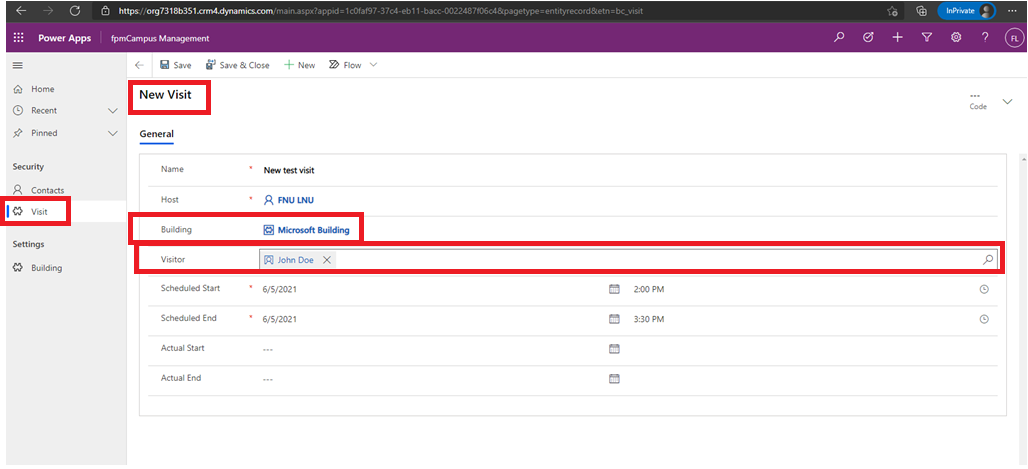 https://org7318b351.crm4.dynamics.com/main.aspx?appid=1c0faf97-37c4-eb11-bacc-0022487f06c4&pagetype=entityrecord&etn=bc_visit
InPrivate
Power Apps fpmCampus Management
? FL
Save Save & Close New Flow
Home
Recent
Pinned
Security
Contacts
Visit
Settings
Building
New Visit
---
Code
General
Name * New test visit
Host * FNU LNU
Building Microsoft Building
Visitor John Doe
Scheduled Start * 6/5/2021 2:00 PM
Scheduled End * 6/5/2021 3:30 PM
Actual Start ---
Actual End ---